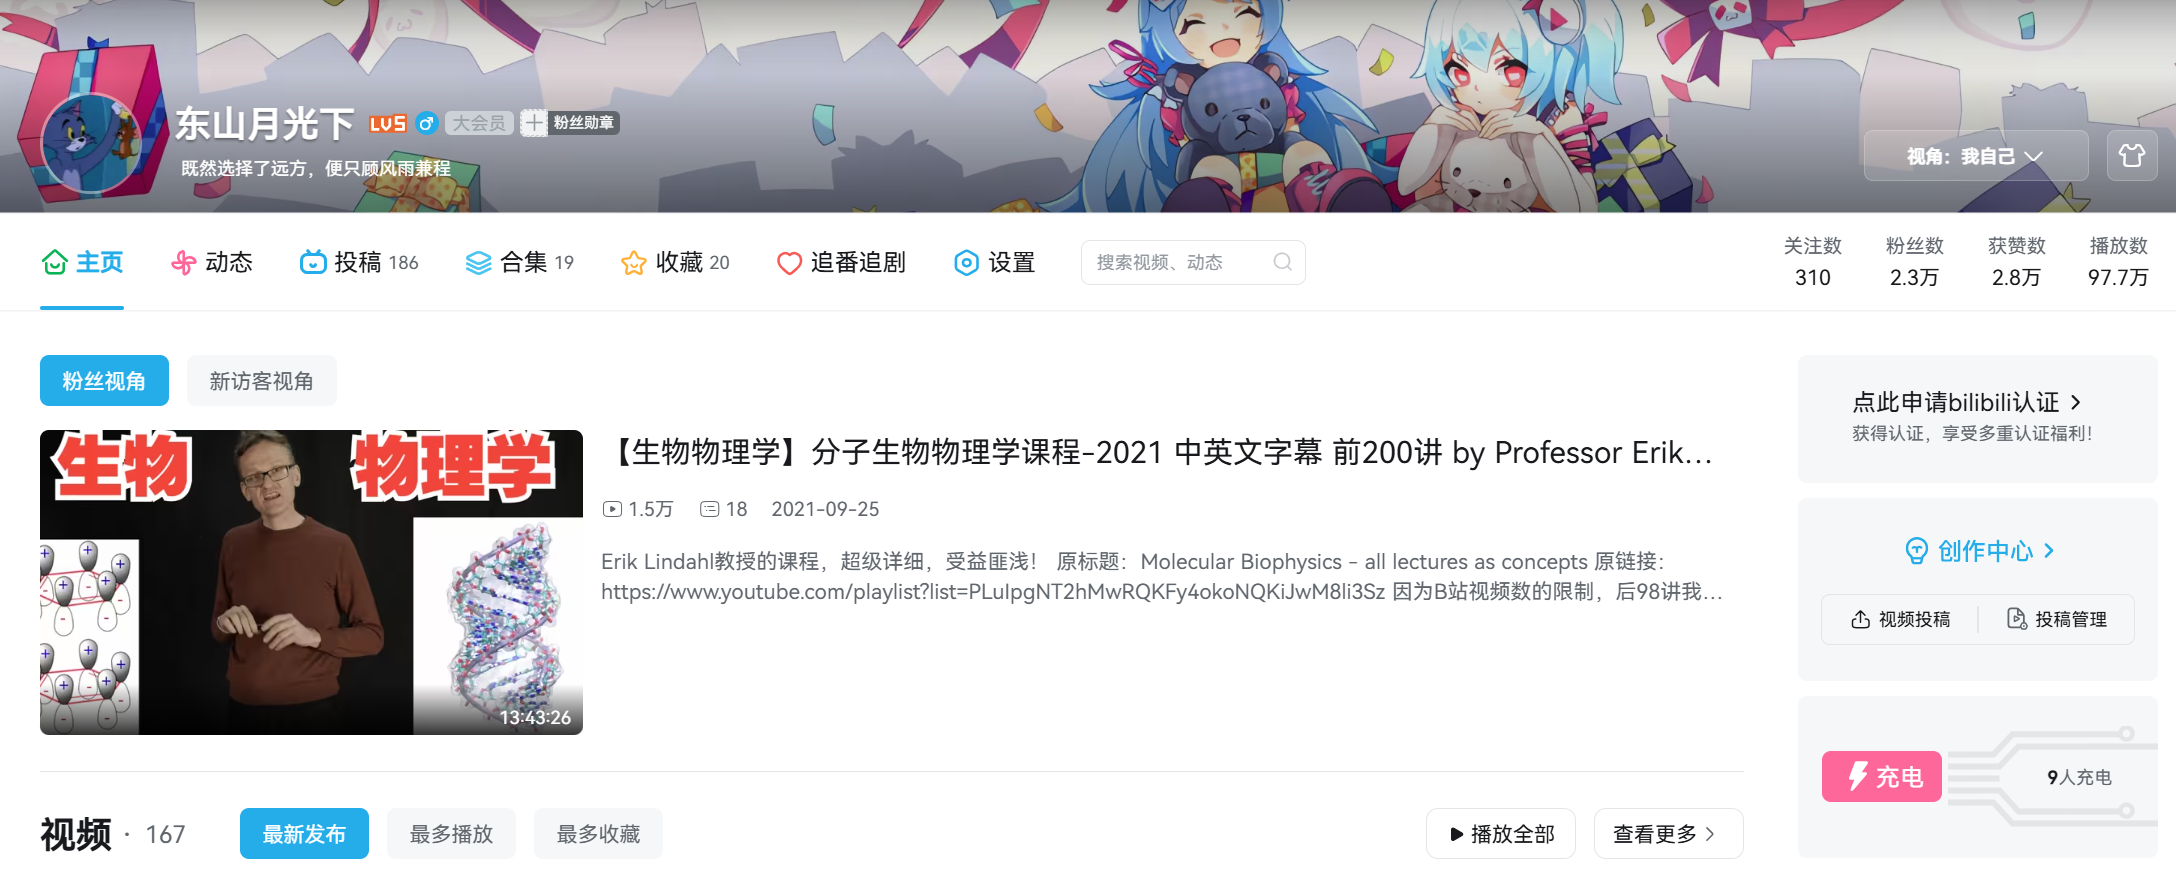 东山月光下 LV5 大会员 粉丝勋章
既然选择了远方，便只顾风雨兼程
视角：我自己
主页 动态 投稿 186 合集 19 收藏 20 追番追剧 设置 搜索视频、动态
关注数 粉丝数 获赞数 播放数
310 2.3万 2.8万 97.7万
粉丝视角 新访客视角
生物 物理学
13:43:26
【生物物理学】分子生物物理学课程-2021 中英文字幕 前200讲 by Professor Erik...
1.5万 18 2021-09-25
Erik Lindahl教授的课程，超级详细，受益匪浅！ 原标题：Molecular Biophysics - all lectures as concepts 原链接：
https://www.youtube.com/playlist?list=PLulpgNT2hMwRQKFy4okoNQKiJwM8li3Sz 因为B站视频数的限制，后98讲我...
点此申请bilibili认证
获得认证，享受多重认证福利！
创作中心
视频投稿 投稿管理
充电 9人充电
视频 · 167 最新发布 最多播放 最多收藏 播放全部 查看更多